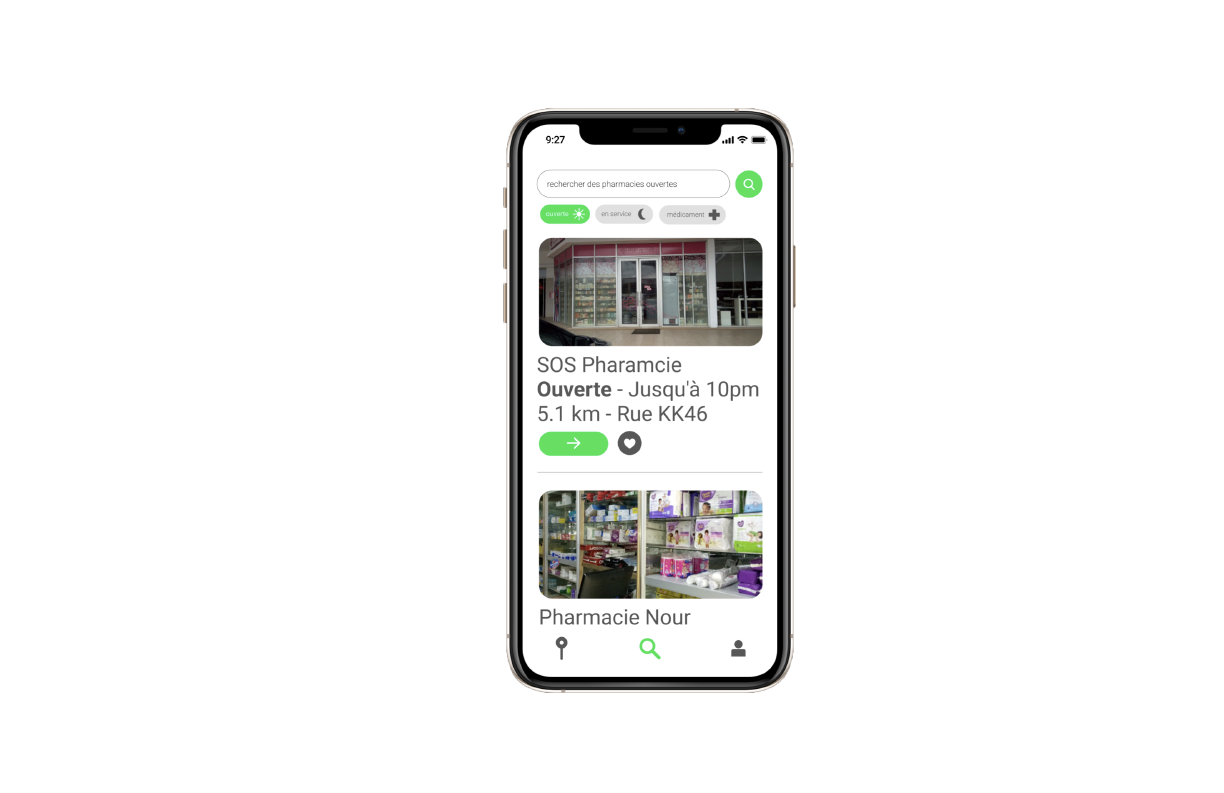 9:27
rechercher des pharmacies ouvertes
ouverte
en service
médicament
SOS Pharamcie
Ouverte - Jusqu'à 10pm
5.1 km - Rue KK46
Pharmacie Nour